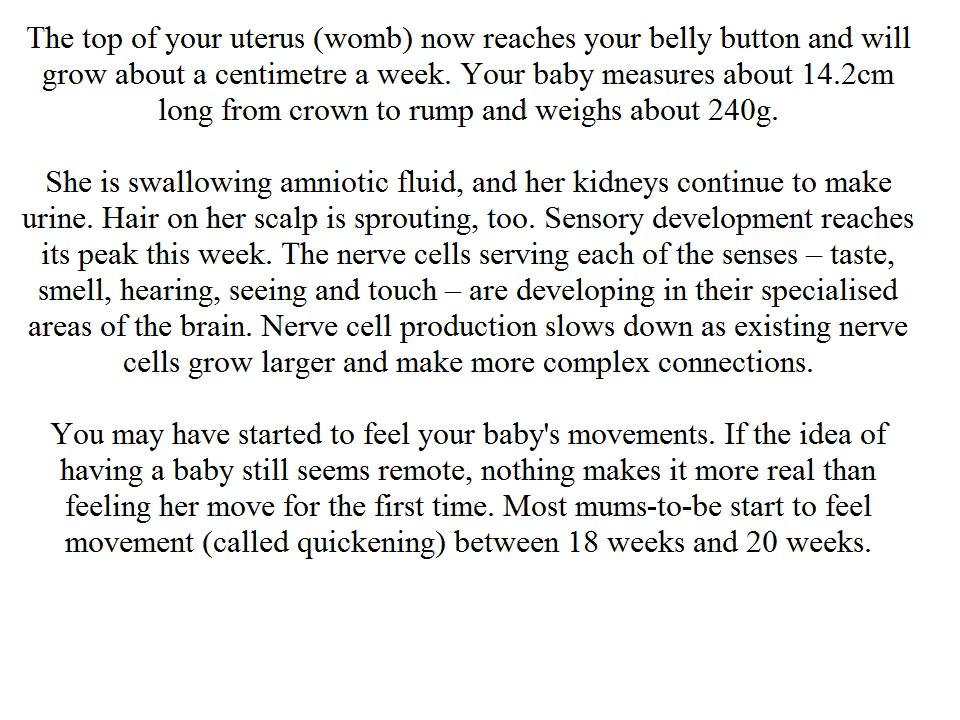 The top of your uterus (womb) now reaches your belly button and will
grow about a centimetre a week. Your baby measures about 14.2cm
long from crown to rump and weighs about 240g.
She is swallowing amniotic fluid, and her kidneys continue to make
urine. Hair on her scalp is sprouting, too. Sensory development reaches
its peak this week. The nerve cells serving each of the senses – taste,
smell, hearing, seeing and touch – are developing in their specialised
areas of the brain. Nerve cell production slows down as existing nerve
cells grow larger and make more complex connections.
You may have started to feel your baby's movements. If the idea of
having a baby still seems remote, nothing makes it more real than
feeling her move for the first time. Most mums-to-be start to feel
movement (called quickening) between 18 weeks and 20 weeks.